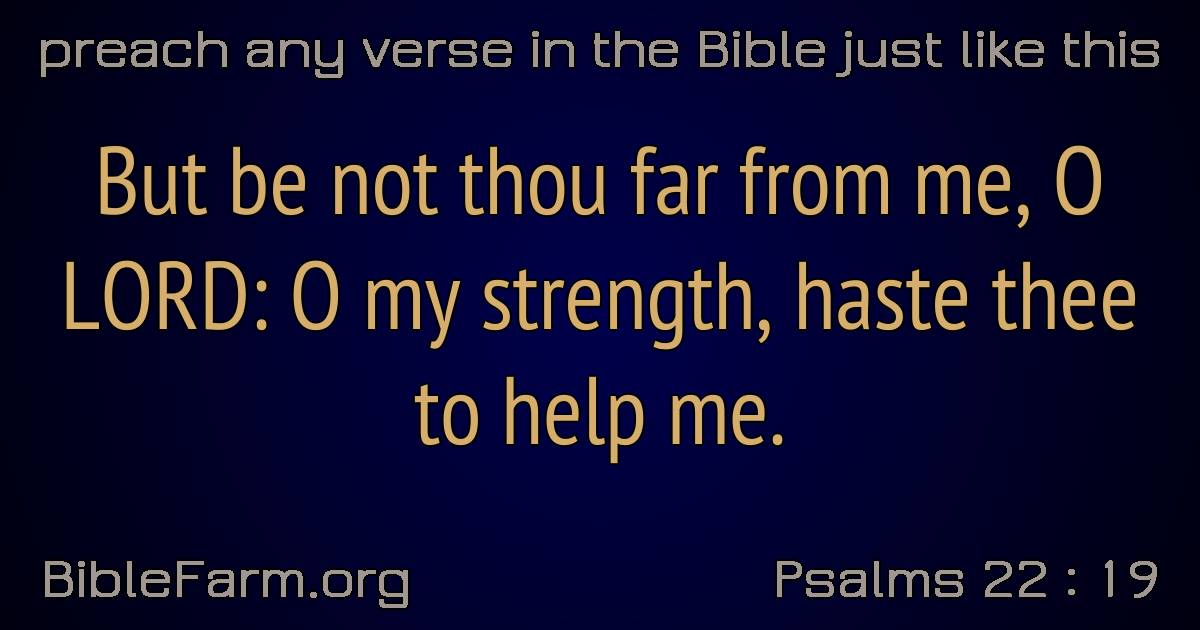 preach any verse in the Bible just like this
But be not thou far from me, O
LORD: O my strength, haste thee
to help me.
BibleFarm.org
Psalms 22 : 19